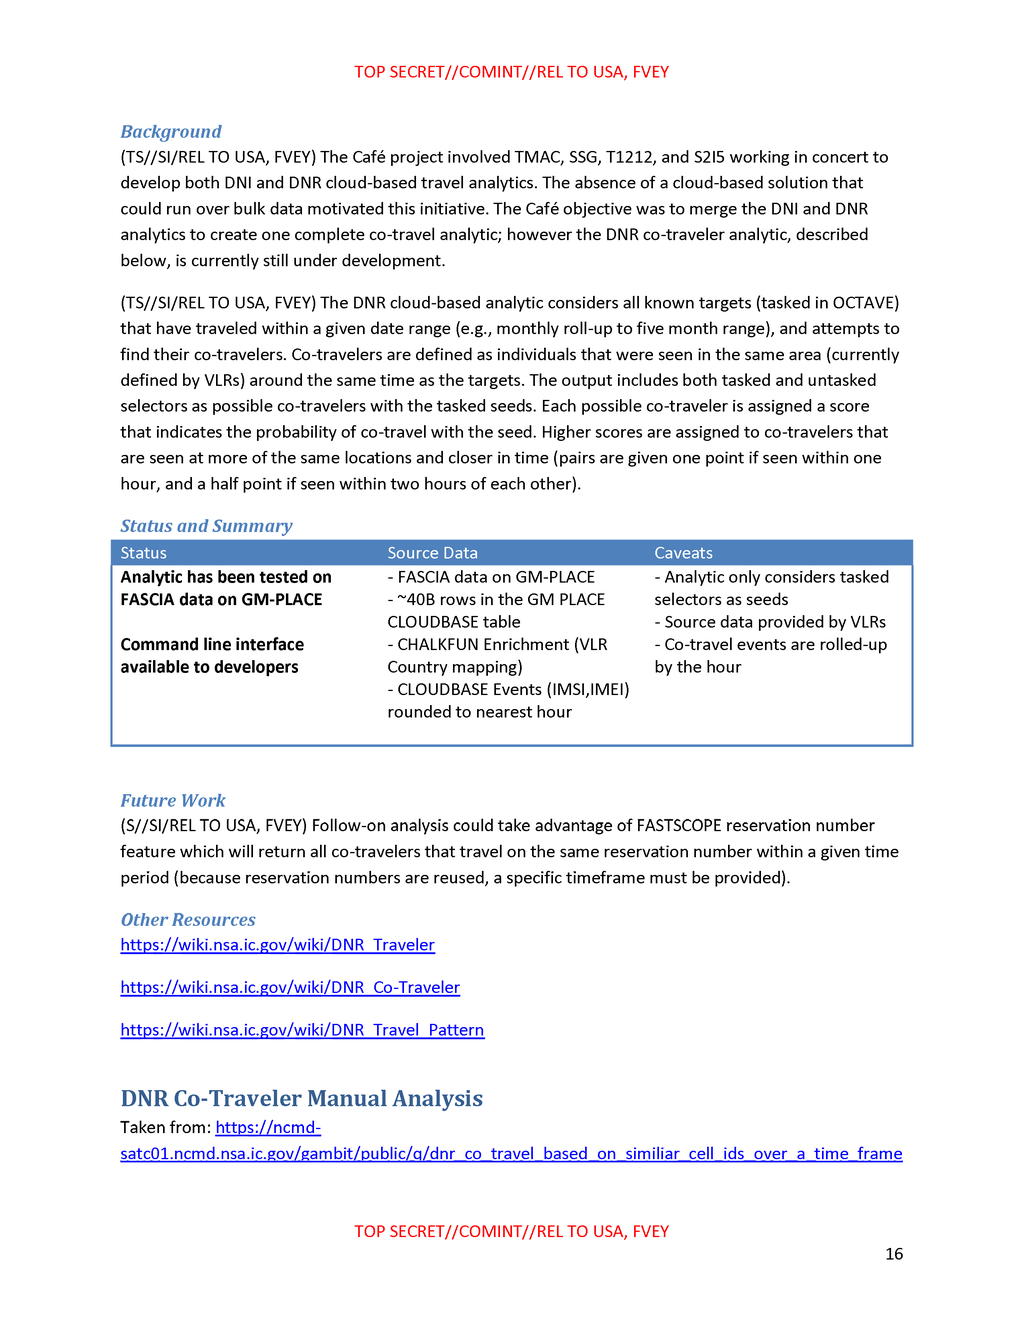 TOP SECRET//COMINT//REL TO USA, FVEY
Background
(TS//SI/REL TO USA, FVEY) The Café project involved TMAC, SSG, T1212, and S2I5 working in concert to
develop both DNI and DNR cloud-based travel analytics. The absence of a cloud-based solution that
could run over bulk data motivated this initiative. The Café objective was to merge the DNI and DNR
analytics to create one complete co-travel analytic; however the DNR co-traveler analytic, described
below, is currently still under development.
(TS//SI/REL TO USA, FVEY) The DNR cloud-based analytic considers all known targets (tasked in OCTAVE)
that have traveled within a given date range (e.g., monthly roll-up to five month range), and attempts to
find their co-travelers. Co-travelers are defined as individuals that were seen in the same area (currently
defined by VLRs) around the same time as the targets. The output includes both tasked and untasked
selectors as possible co-travelers with the tasked seeds. Each possible co-traveler is assigned a score
that indicates the probability of co-travel with the seed. Higher scores are assigned to co-travelers that
are seen at more of the same locations and closer in time (pairs are given one point if seen within one
hour, and a half point if seen within two hours of each other).
Status and Summary
Status Source Data Caveats
Analytic has been tested on
FASCIA data on GM-PLACE
Command line interface
available to developers
- FASCIA data on GM-PLACE
- ~40B rows in the GM PLACE
CLOUDBASE table
- CHALKFUN Enrichment (VLR
Country mapping)
- CLOUDBASE Events (IMSI,IMEI)
rounded to nearest hour
- Analytic only considers tasked
selectors as seeds
- Source data provided by VLRs
- Co-travel events are rolled-up
by the hour
Future Work
(S//SI/REL TO USA, FVEY) Follow-on analysis could take advantage of FASTSCOPE reservation number
feature which will return all co-travelers that travel on the same reservation number within a given time
period (because reservation numbers are reused, a specific timeframe must be provided).
Other Resources
https://wiki.nsa.ic.gov/wiki/DNR_Traveler
https://wiki.nsa.ic.gov/wiki/DNR_Co-Traveler
https://wiki.nsa.ic.gov/wiki/DNR_Travel_Pattern
DNR Co-Traveler Manual Analysis
Taken from: https://ncmd-
satc01.ncmd.nsa.ic.gov/gambit/public/q/dnr_co_travel_based_on_similiar_cell_ids_over_a_time_frame
TOP SECRET//COMINT//REL TO USA, FVEY
16